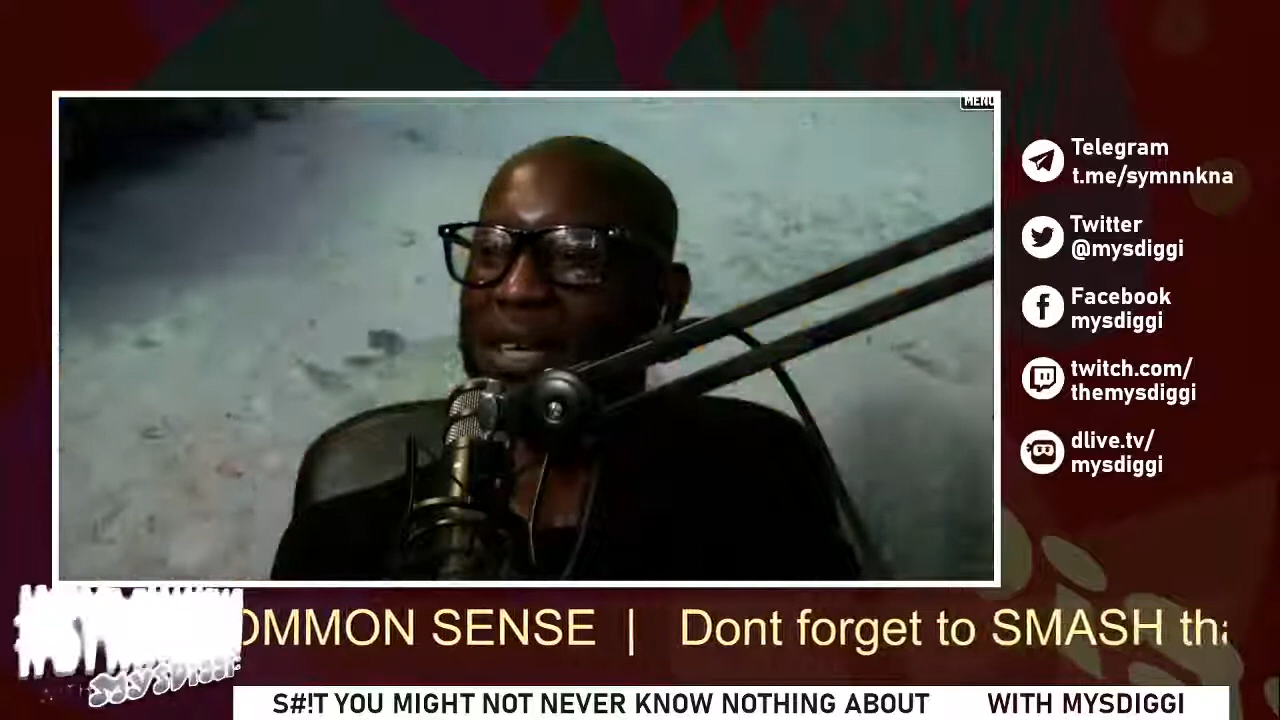 MENU
Telegram
t.me/symnnkna
Twitter
@mysdiggi
Facebook
mysdiggi
twitch.com/
themysdiggi
dlive.tv/
mysdiggi
OMMON SENSE | Dont forget to SMASH tha
MYSDIGGI
S#!T YOU MIGHT NOT NEVER KNOW NOTHING ABOUT WITH MYSDIGGI